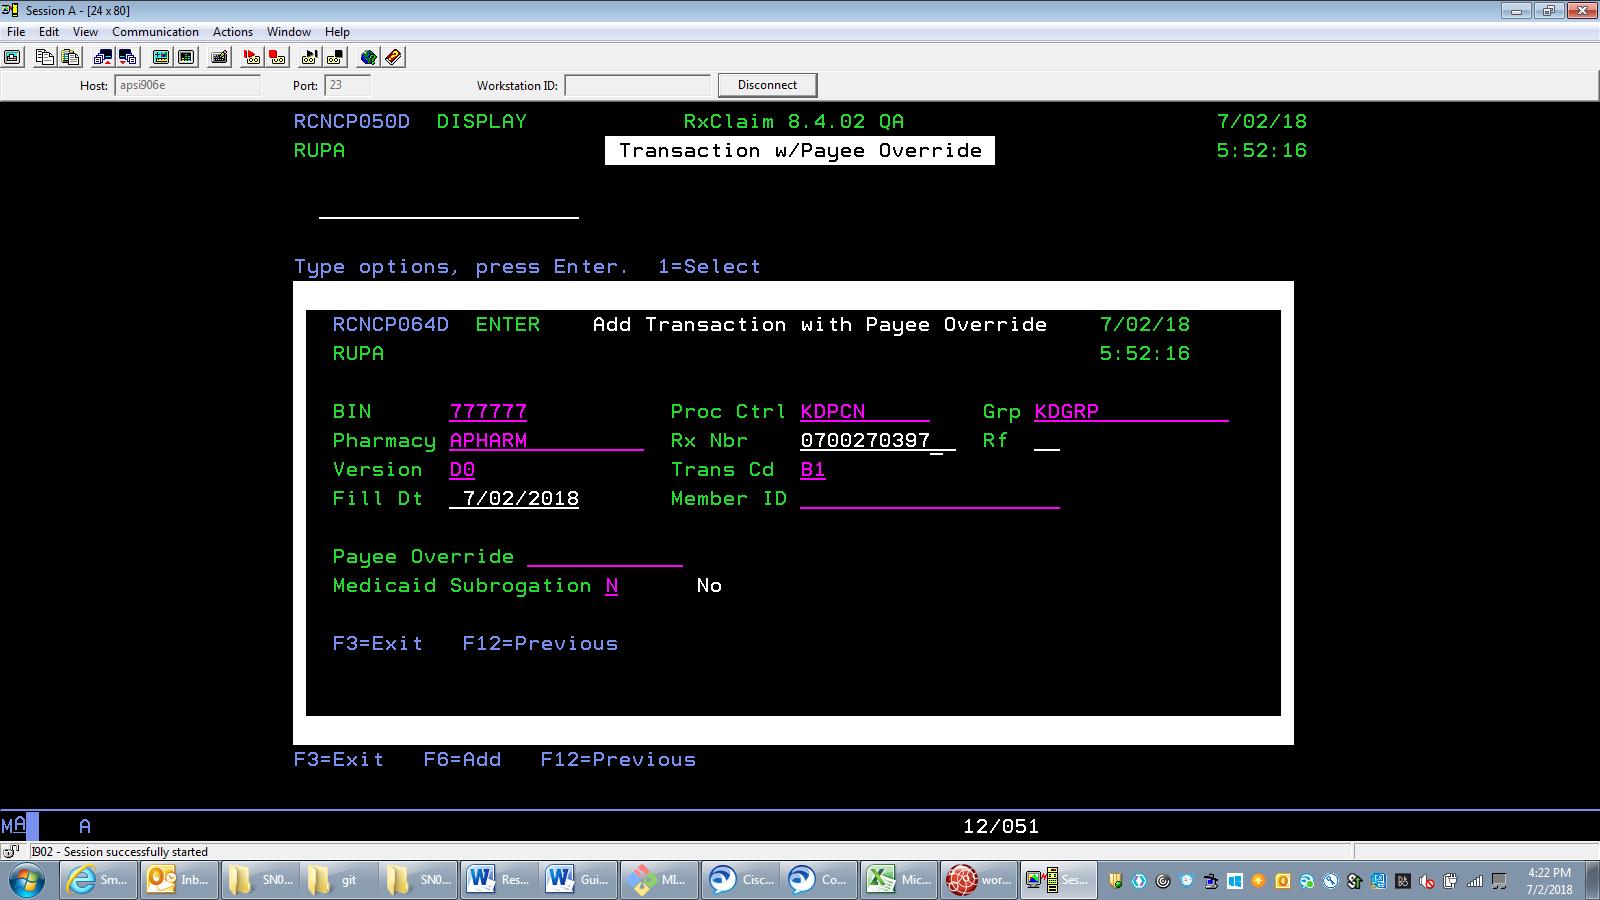 Session A - [24 x 80]
File Edit View Communication Actions Window Help
Host: apsi906e Port: 23 Workstation ID: Disconnect
RCNCP050D DISPLAY RxClaim 8.4.02 QA 7/02/18
RUPA Transaction w/Payee Override 5:52:16
Type options, press Enter. 1=Select
RCNCP064D ENTER Add Transaction with Payee Override 7/02/18
RUPA 5:52:16
BIN 777777 Proc Ctrl KDPCN Grp KDGRP
Pharmacy APHARM Rx Nbr 0700270397 Rf
Version D0 Trans Cd B1
Fill Dt 7/02/2018 Member ID
Payee Override
Medicaid Subrogation N No
F3=Exit F12=Previous
F3=Exit F6=Add F12=Previous
MA A 12/051
I902 - Session successfully started
Sm... Inb... SN0... git SN0... Res... Gui... MI... Cisc... Co... Mic... wor... Ses... 4:22 PM
7/2/2018